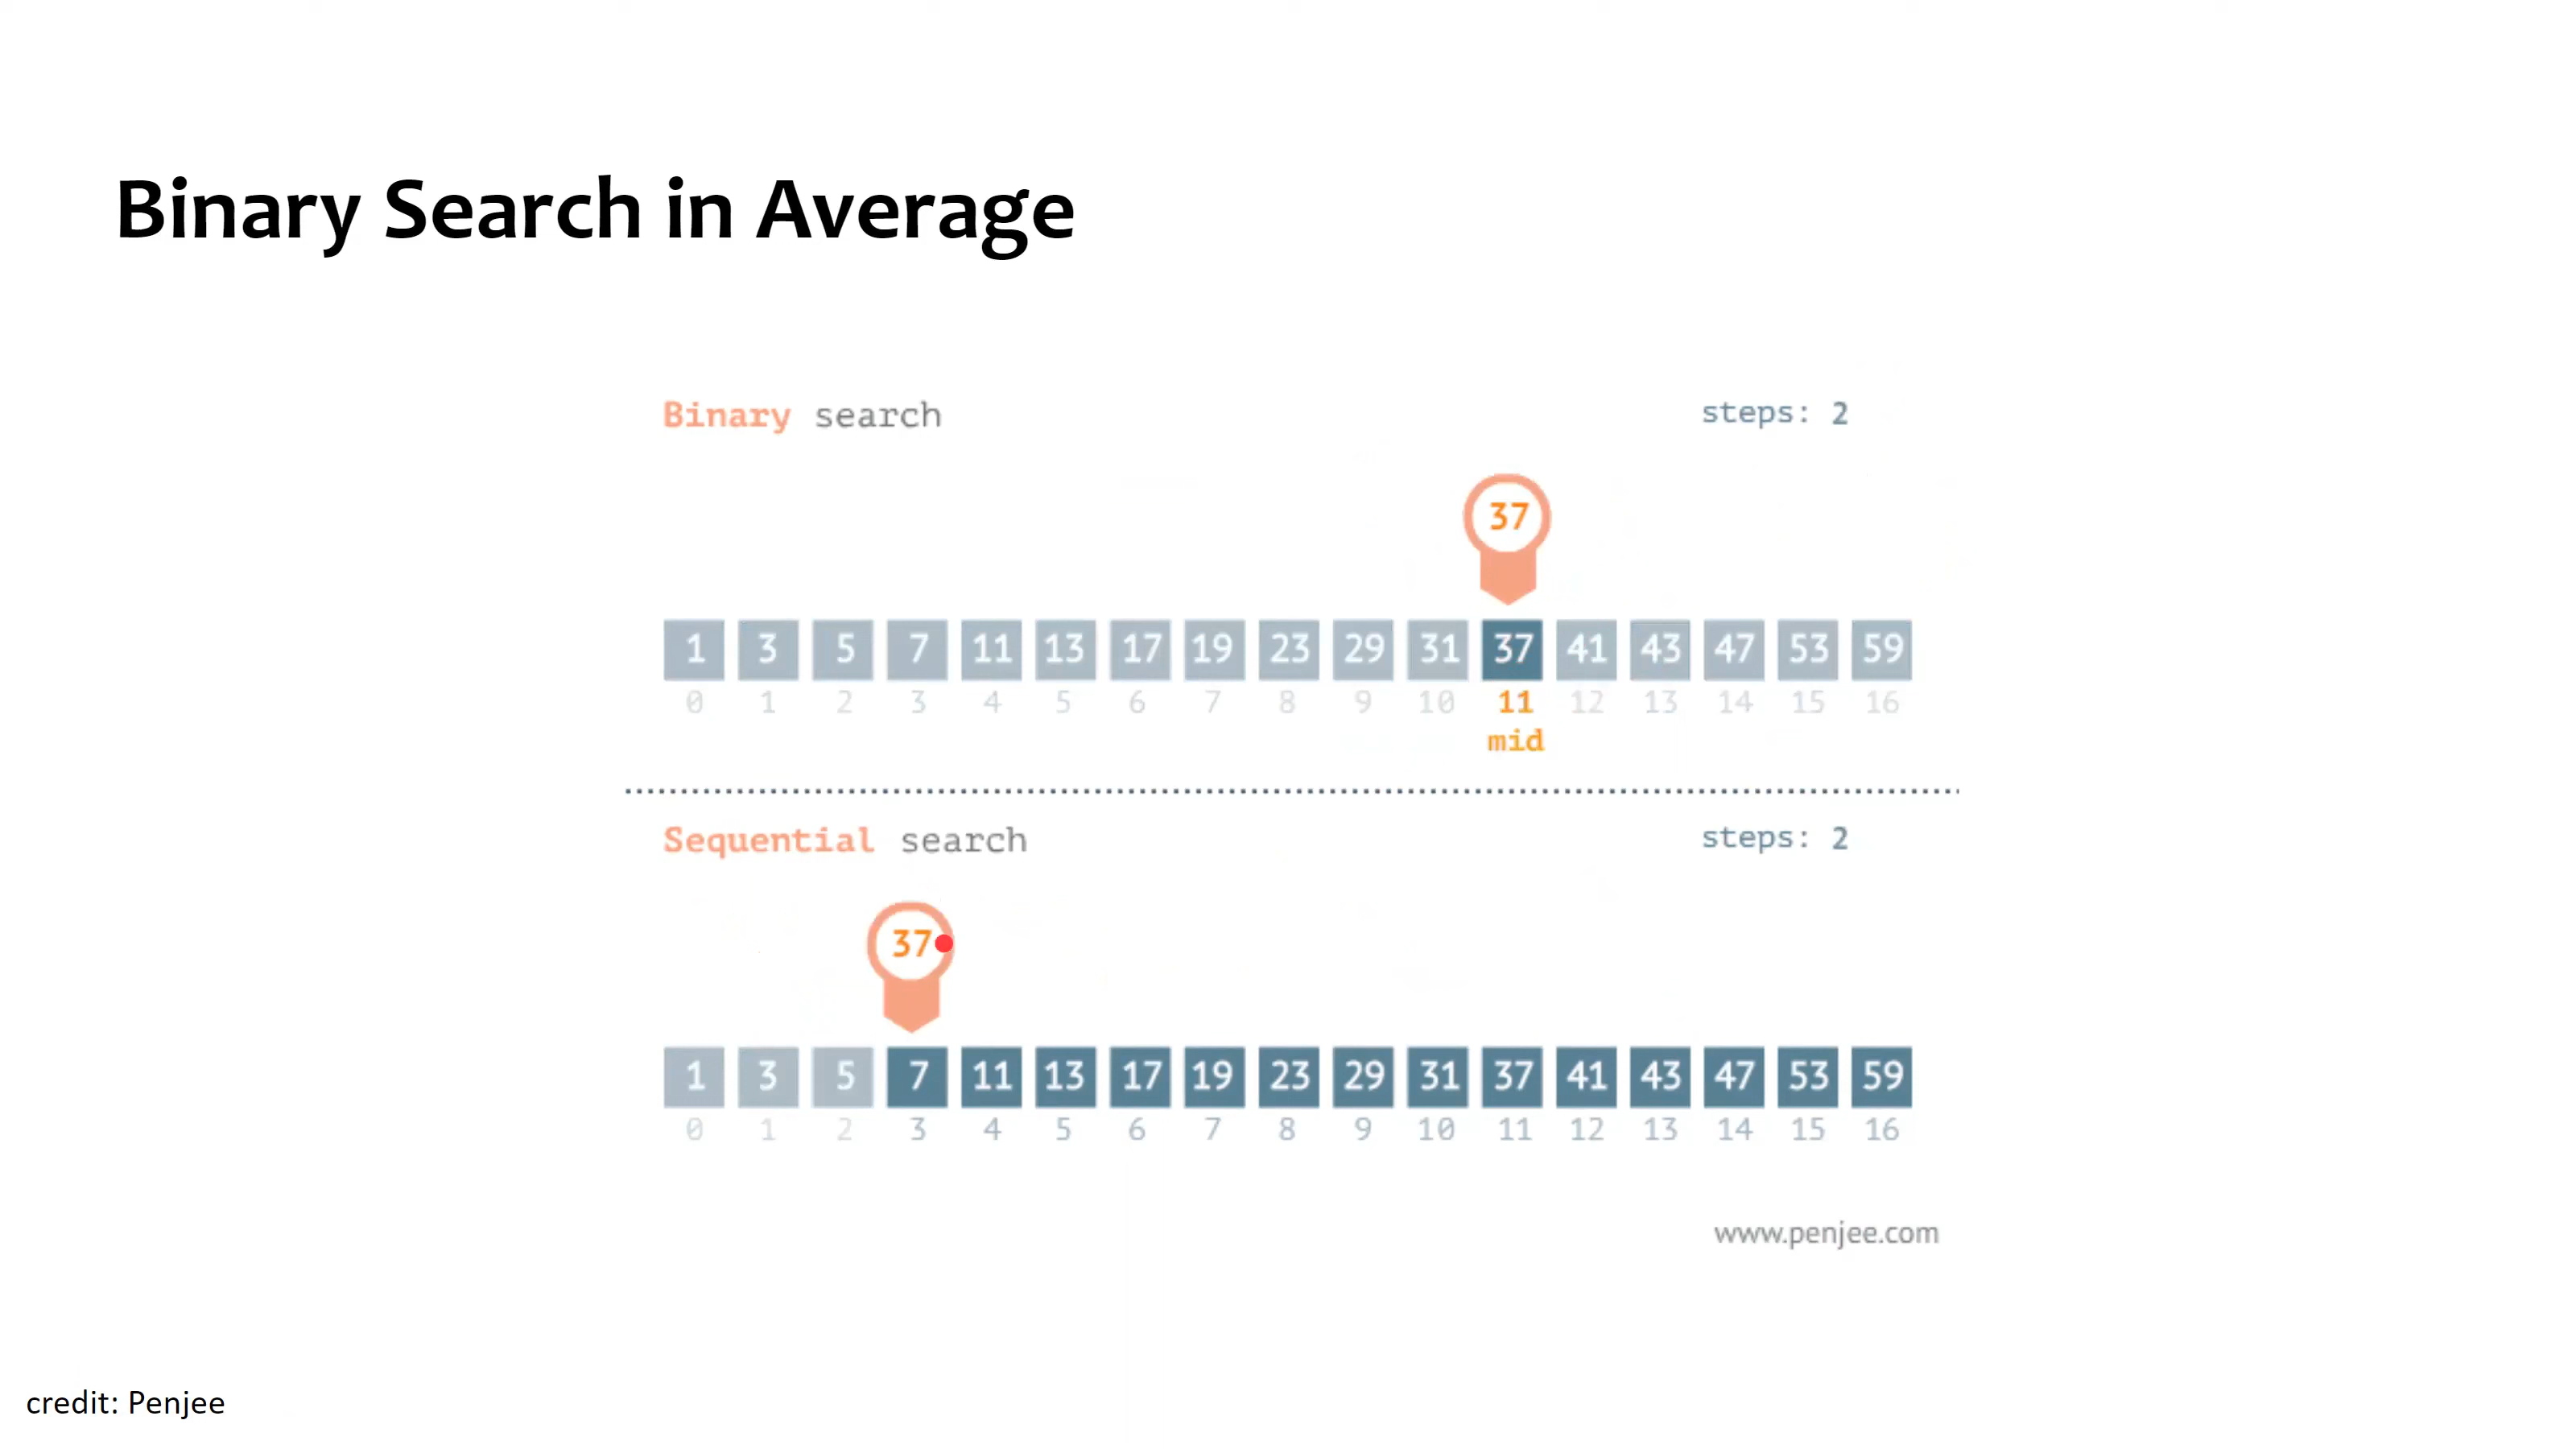 Binary Search in Average
Binary search
steps: 2
37
1 3 5 7 11 13 17 19 23 29 31 37 41 43 47 53 59
0 1 2 3 4 5 6 7 8 9 10 11 12 13 14 15 16
mid
Sequential search
steps: 2
37
1 3 5 7 11 13 17 19 23 29 31 37 41 43 47 53 59
0 1 2 3 4 5 6 7 8 9 10 11 12 13 14 15 16
www.penjee.com
credit: Penjee